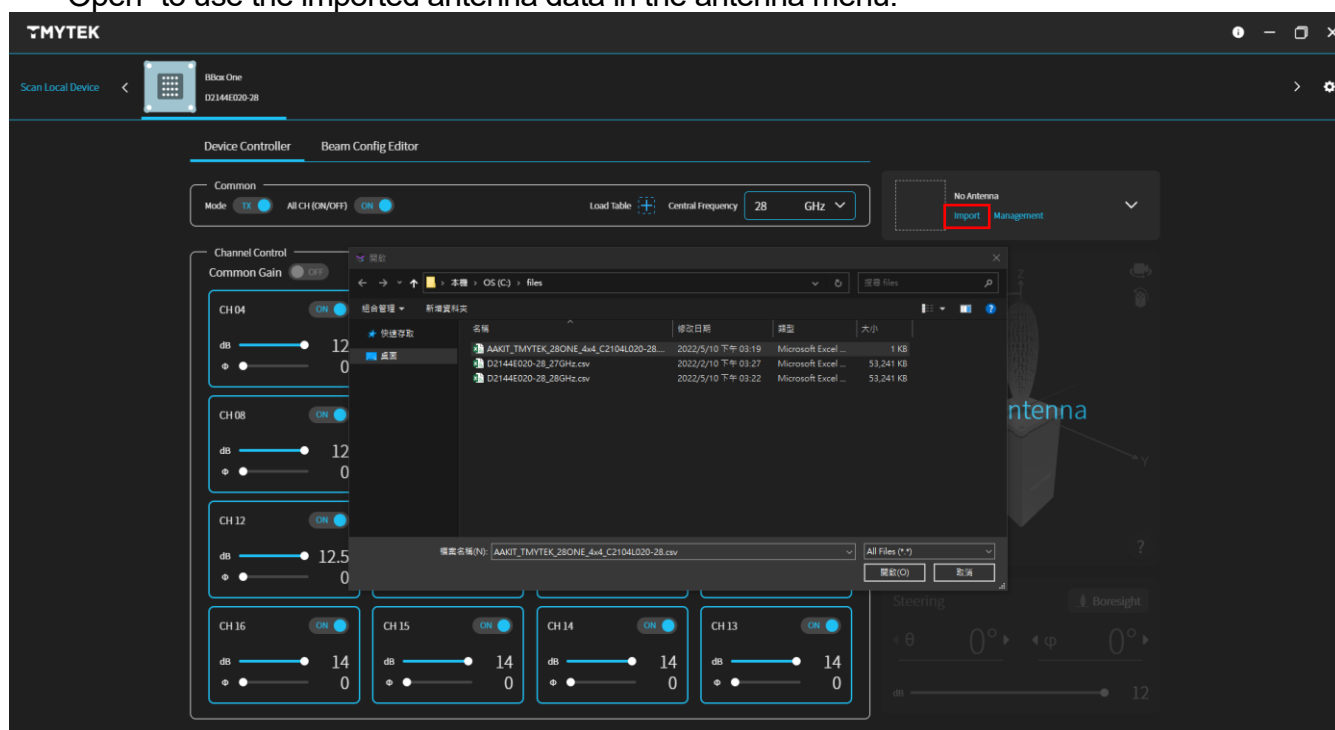 "Open" to use the imported antenna data in the antenna menu.
TMYTEK
Scan Local Device
BBox One
D2144E020-28
Device Controller Beam Config Editor
Common
Mode TX All CH (ON/OFF) ON Load Table Central Frequency 28 GHz
No Antenna
Import Management
Channel Control
Common Gain OFF
開啟
本機 › OS (C:) › files
搜尋 files
組合管理 新增資料夾
快速存取
桌面
名稱 修改日期 類型 大小
AAKIT_TMYTEK_28ONE_4x4_C2104L020-28.... 2022/5/10 下午 03:19 Microsoft Excel ... 1 KB
D2144E020-28_27GHz.csv 2022/2/10 下午 03:27 Microsoft Excel ... 53,241 KB
D2144E020-28_28GHz.csv 2022/5/10 下午 03:22 Microsoft Excel ... 53,241 KB
檔案名稱(N): AAKIT_TMYTEK_28ONE_4x4_C2104L020-28.csv All Files (*.*)
開啟(O) 取消
CH 04 ON
dB 12
Φ 0
CH 08 ON
dB 12
Φ 0
CH 12 ON
dB 12.5
Φ 0
CH 16 ON
dB 14
Φ 0
CH 15 ON
dB 14
Φ 0
CH 14 ON
dB 14
Φ 0
CH 13 ON
dB 14
Φ 0
Z
ntenna
Y
?
Steering Boresight
θ 0° φ 0°
dB 12